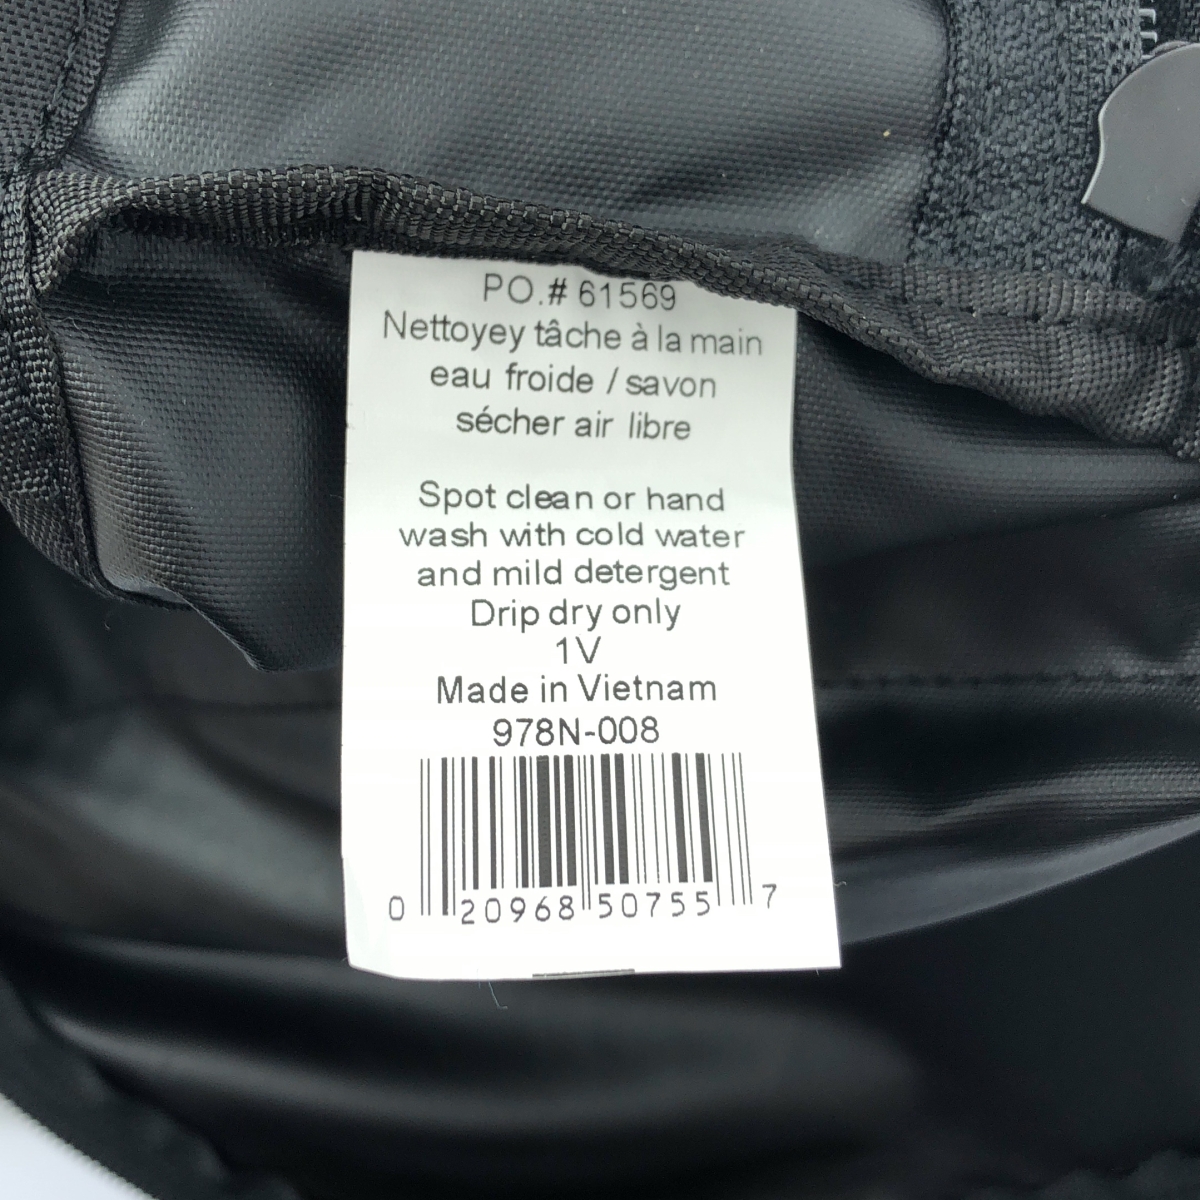 PO.# 61569
Nettoyey tâche à la main
eau froide / savon
sécher air libre
Spot clean or hand
wash with cold water
and mild detergent
Drip dry only
1V
Made in Vietnam
978N-008
0 20968 50755 7